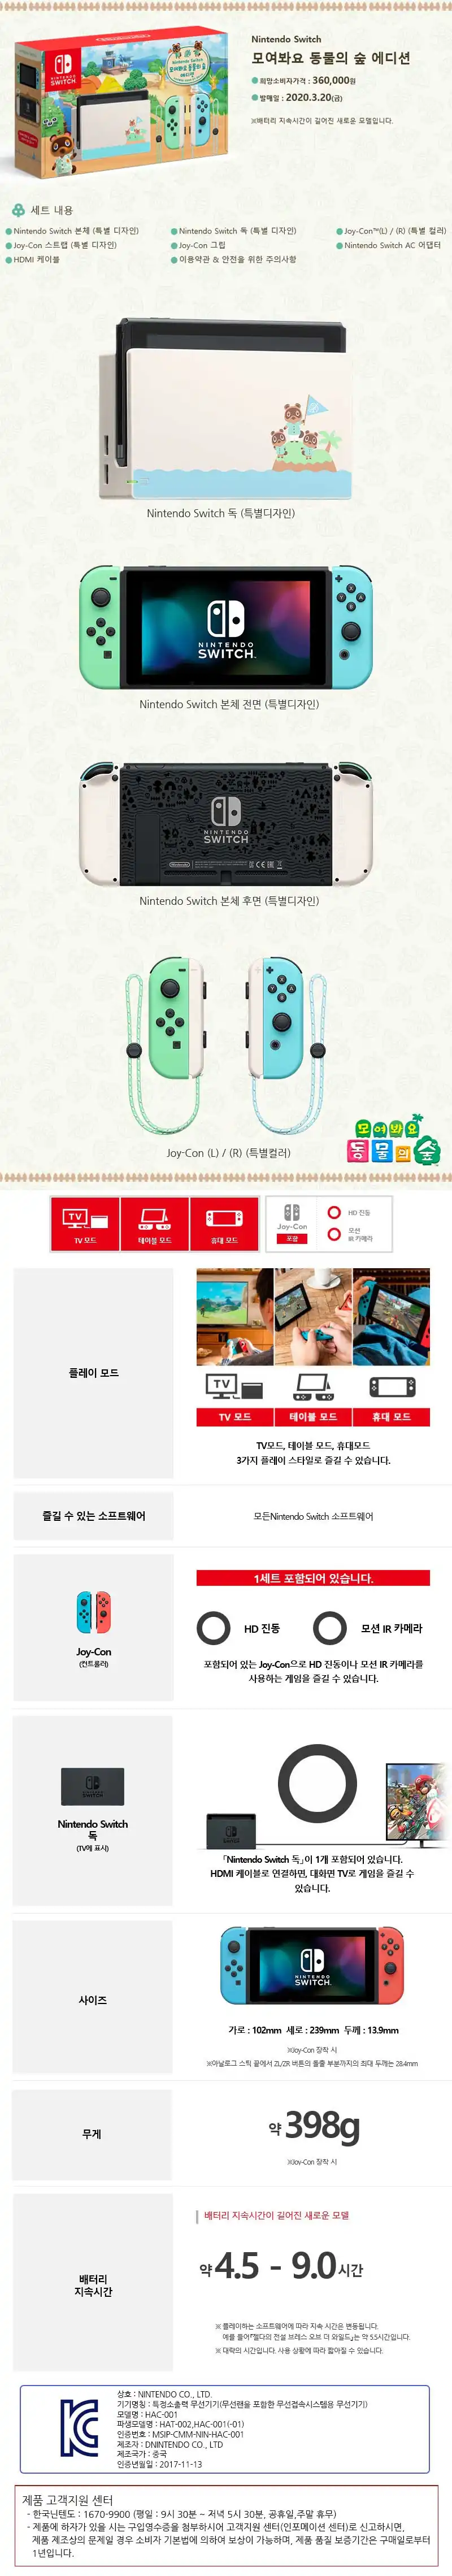 Nintendo Switch
모여봐요 동물의 숲 에디션
희망소비자가격 : 360,000원
발매일 : 2020.3.20(금)
※배터리 지속시간이 길어진 새로운 모델입니다.
NINTENDO
SWITCH
Nintendo Switch
모여봐요 동물의 숲
에디션
세트 내용
Nintendo Switch 본체 (특별 디자인)
Nintendo Switch 독 (특별 디자인)
Joy-Con™(L) / (R) (특별 컬러)
Joy-Con 스트랩 (특별 디자인)
Joy-Con 그립
Nintendo Switch AC 어댑터
HDMI 케이블
이용약관 & 안전을 위한 주의사항
Nintendo Switch 독 (특별디자인)
NINTENDO
SWITCH
Nintendo Switch 본체 전면 (특별디자인)
NINTENDO
SWITCH
Nintendo
Nintendo Switch 본체 후면 (특별디자인)
Joy-Con (L) / (R) (특별컬러)
모여봐요
동물의 숲
TV
TV 모드
테이블 모드
휴대 모드
Joy-Con
포함
HD 진동
모션
IR 카메라
플레이 모드
TV
TV 모드
테이블 모드
휴대 모드
TV모드, 테이블 모드, 휴대모드
3가지 플레이 스타일로 즐길 수 있습니다.
즐길 수 있는 소프트웨어
모든Nintendo Switch 소프트웨어
Joy-Con
(컨트롤러)
1세트 포함되어 있습니다.
HD 진동
모션 IR 카메라
포함되어 있는 Joy-Con으로 HD 진동이나 모션 IR 카메라를
사용하는 게임을 즐길 수 있습니다.
Nintendo Switch
독
(TV에 표시)
「Nintendo Switch 독」이 1개 포함되어 있습니다.
HDMI 케이블로 연결하면, 대화면 TV로 게임을 즐길 수
있습니다.
사이즈
NINTENDO
SWITCH
가로 : 102mm 세로 : 239mm 두께 : 13.9mm
※Joy-Con 장착 시
※아날로그 스틱 끝에서 ZL/ZR 버튼의 돌출 부분까지의 최대 두께는 28.4mm
무게
약 398g
※Joy-Con 장착 시
배터리
지속시간
배터리 지속시간이 길어진 새로운 모델
약 4.5 - 9.0 시간
※ 플레이하는 소프트웨어에 따라 지속 시간은 변동됩니다.
예를 들어『젤다의 전설 브레스 오브 더 와일드』는 약 5.5시간입니다.
※ 대략의 시간입니다. 사용 상황에 따라 짧아질 수 있습니다.
상호 : NINTENDO CO., LTD.
기기명칭 : 특정소출력 무선기기(무선랜을 포함한 무선접속시스템용 무선기기)
모델명 : HAC-001
파생모델명 : HAT-002,HAC-001(-01)
인증번호 : MSIP-CMM-NIN-HAC-001
제조자 : DNINTENDO CO., LTD
제조국가 : 중국
인증년월일 : 2017-11-13
제품 고객지원 센터
- 한국닌텐도 : 1670-9900 (평일 : 9시 30분 ~ 저녁 5시 30분, 공휴일,주말 휴무)
- 제품에 하자가 있을 시는 구입영수증을 첨부하시어 고객지원 센터(인포메이션 센터)로 신고하시면,
제품 제조상의 문제일 경우 소비자 기본법에 의하여 보상이 가능하며, 제품 품질 보증기간은 구매일로부터
1년입니다.